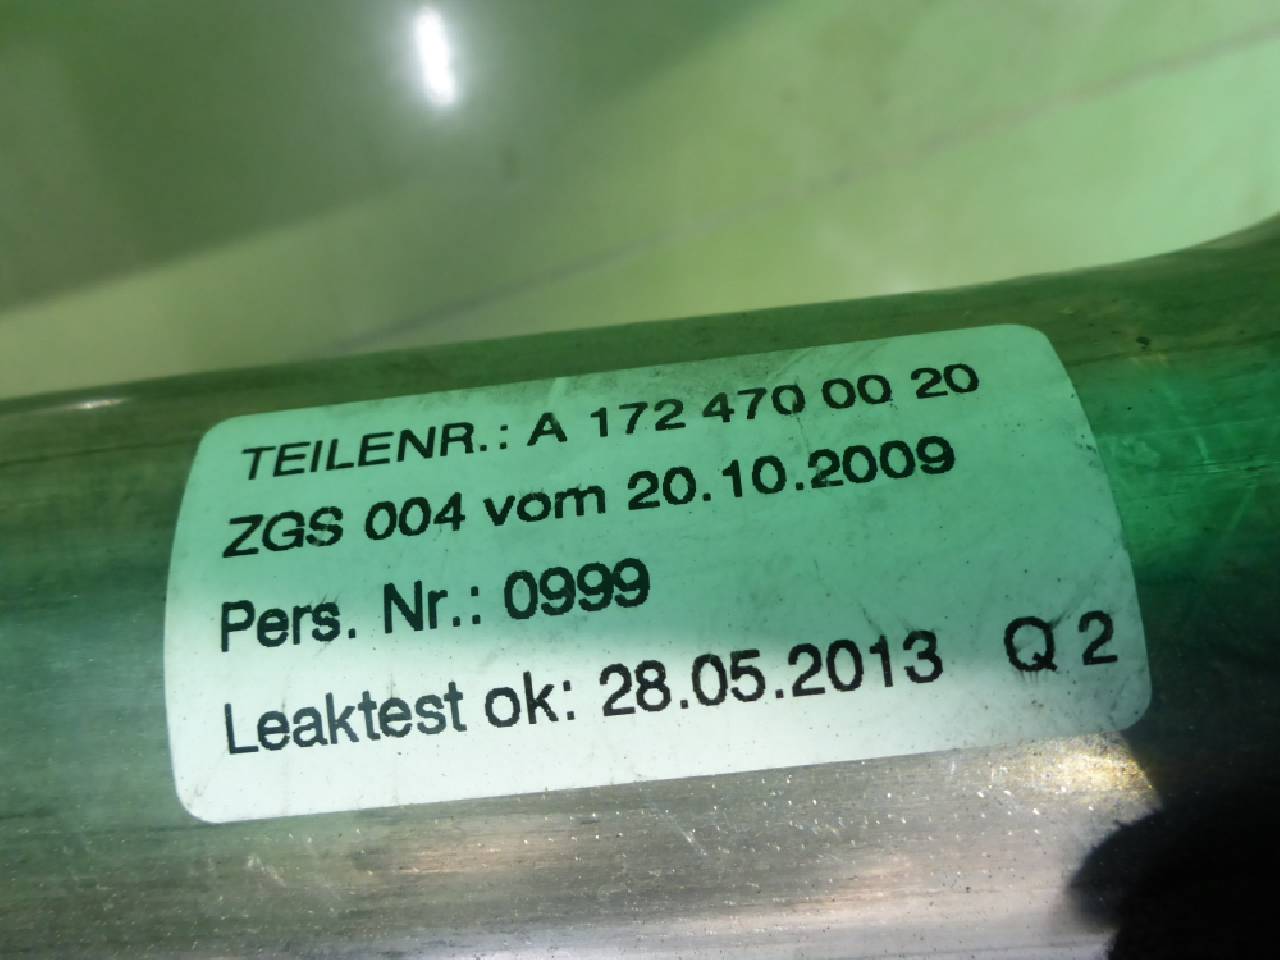 TEILENR.: A 172 470 00 20
ZGS 004 vom 20.10.2009
Pers. Nr.: 0999
Leaktest ok: 28.05.2013 Q 2